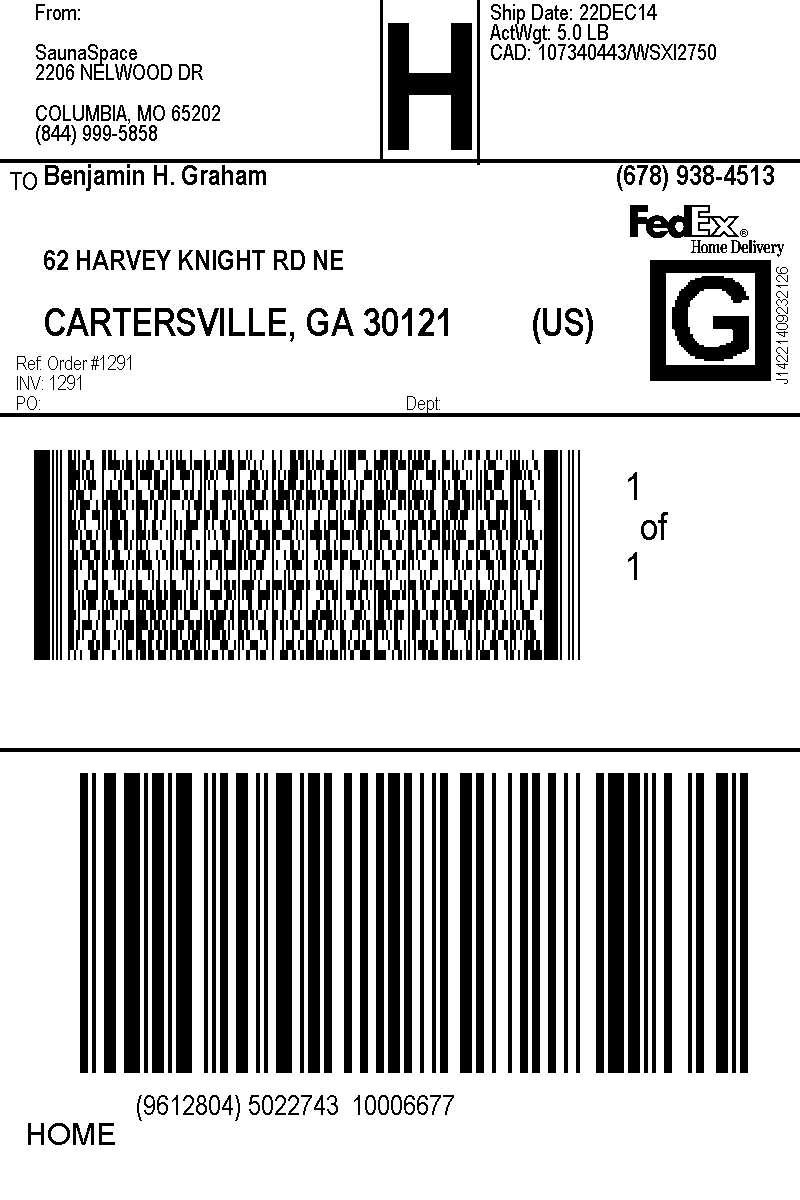 From:
SaunaSpace
2206 NELWOOD DR
COLUMBIA, MO 65202
(844) 999-5858
H
Ship Date: 22DEC14
ActWgt: 5.0 LB
CAD: 107340443/WSXI2750
TO Benjamin H. Graham (678) 938-4513
62 HARVEY KNIGHT RD NE
CARTERSVILLE, GA 30121 (US)
FedEx®
Home Delivery
G
J14221409232126
Ref: Order #1291
INV: 1291
PO: Dept:
1
of
1
(9612804) 5022743 10006677
HOME